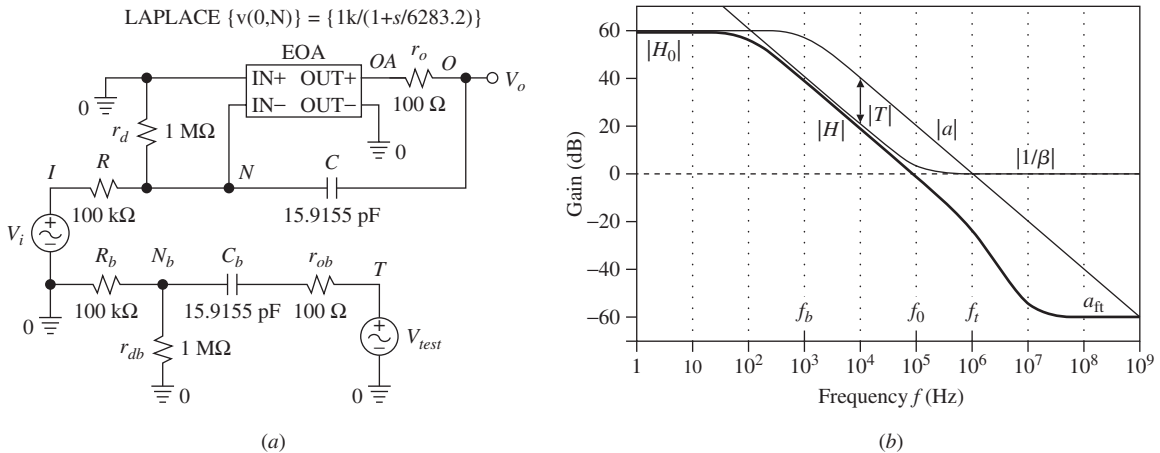 LAPLACE {v(0,N)} = {1k/(1+s/6283.2)}
EOA
IN+ OUT+
IN− OUT−
OA
r_o
O
V_o
100 Ω
0
0
r_d
1 MΩ
R
N
C
I
100 kΩ
15.9155 pF
V_i
R_b
N_b
C_b
r_ob
T
100 kΩ
15.9155 pF
100 Ω
0
r_db
1 MΩ
V_test
0
0
(a)
Gain (dB)
60
40
20
0
−20
−40
−60
|H_0|
|H|
|T|
|a|
|1/β|
f_b
f_0
f_t
a_ft
1 10 10^2 10^3 10^4 10^5 10^6 10^7 10^8 10^9
Frequency f (Hz)
(b)